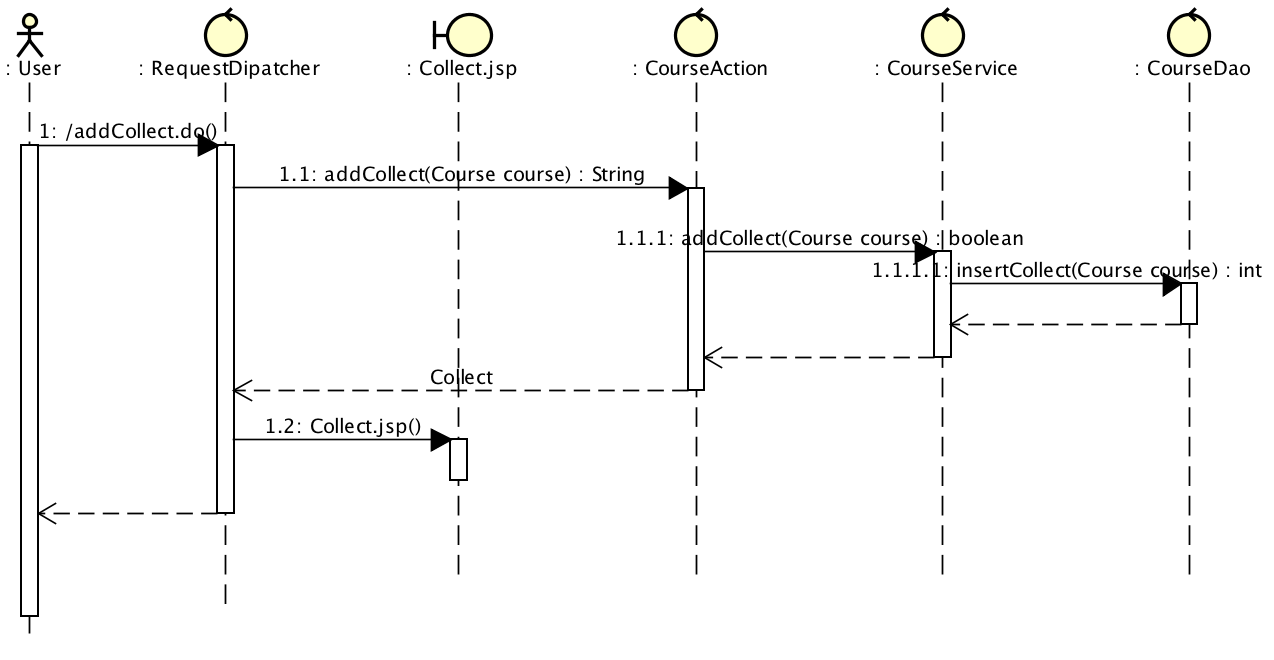 : User
: RequestDipatcher
: Collect.jsp
: CourseAction
: CourseService
: CourseDao
1: /addCollect.do()
1.1: addCollect(Course course) : String
1.1.1: addCollect(Course course) : boolean
1.1.1.1: insertCollect(Course course) : int
Collect
1.2: Collect.jsp()